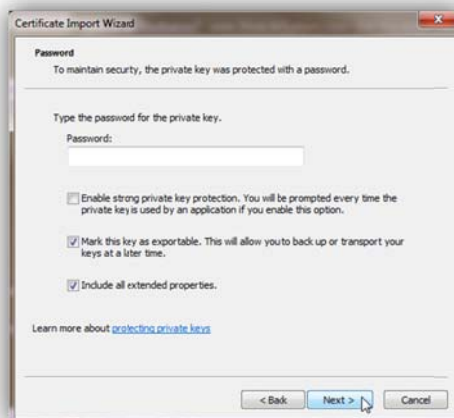 Certificate Import Wizard
Password
To maintain security, the private key was protected with a password.
Type the password for the private key.
Password:
Enable strong private key protection. You will be prompted every time the
private key is used by an application if you enable this option.
Mark this key as exportable. This will allow you to back up or transport your
keys at a later time.
Include all extended properties.
Learn more about protecting private keys
< Back Next > Cancel